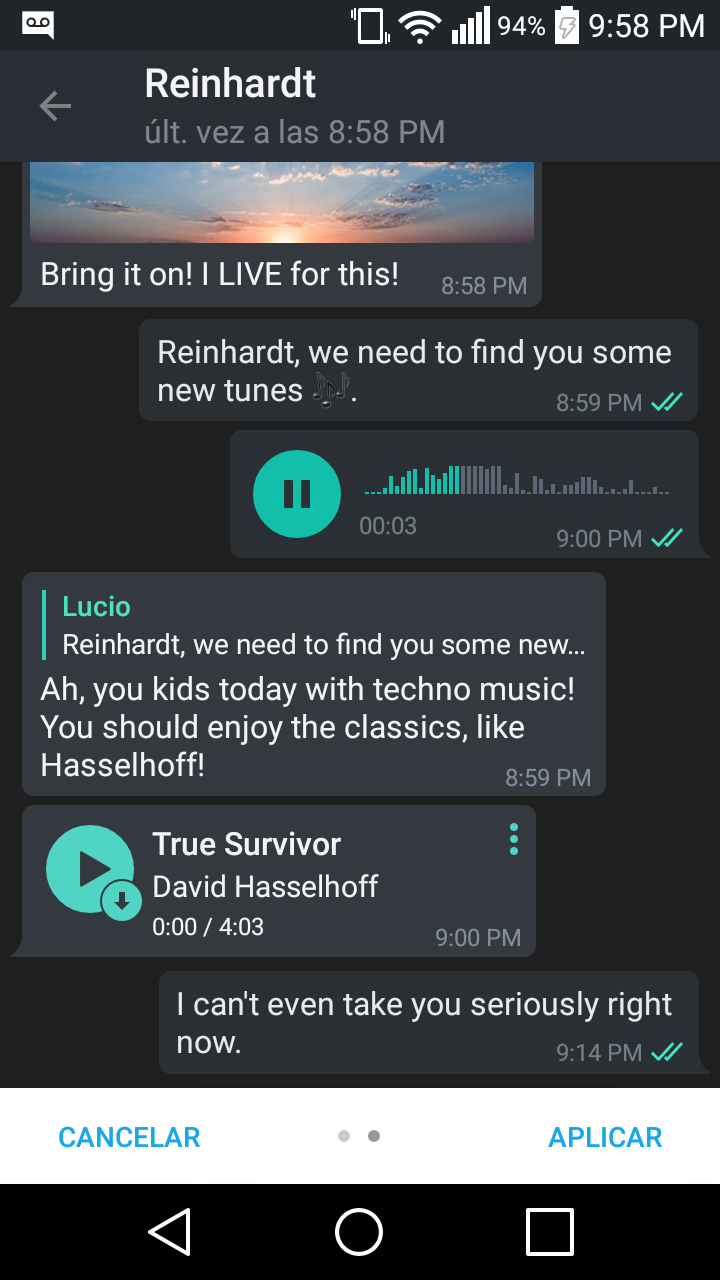 94% 9:58 PM
Reinhardt
últ. vez a las 8:58 PM
Bring it on! I LIVE for this!
8:58 PM
Reinhardt, we need to find you some
new tunes 🎶.
8:59 PM
00:03
9:00 PM
Lucio
Reinhardt, we need to find you some new...
Ah, you kids today with techno music!
You should enjoy the classics, like
Hasselhoff!
8:59 PM
True Survivor
David Hasselhoff
0:00 / 4:03
9:00 PM
I can't even take you seriously right
now.
9:14 PM
CANCELAR
APLICAR